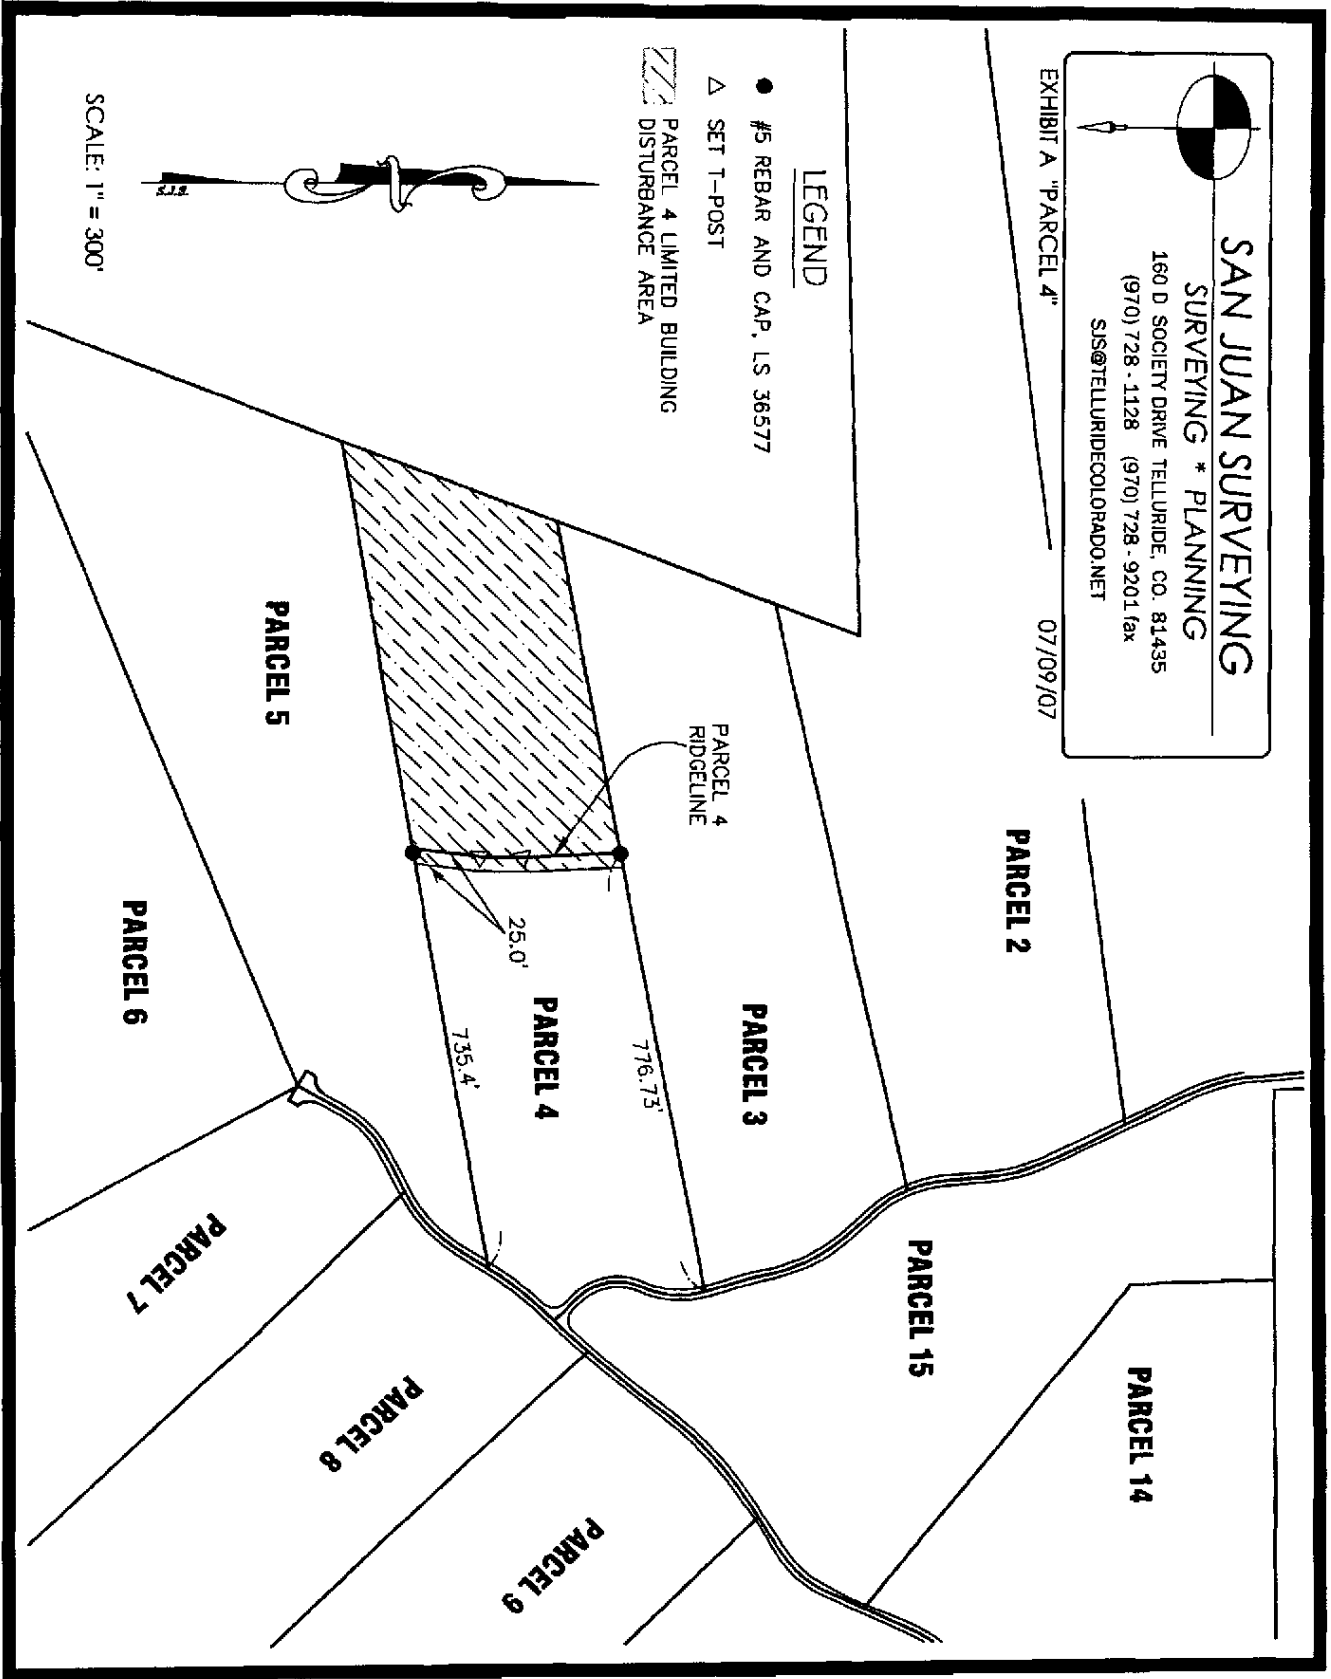 SAN JUAN SURVEYING
SURVEYING * PLANNING
160 D SOCIETY DRIVE TELLURIDE, CO. 81435
(970) 728 - 1128 (970) 728 - 9201 fax
SJS@TELLURIDECOLORADO.NET
EXHIBIT A "PARCEL 4"
07/09/07
LEGEND
#5 REBAR AND CAP, LS 36577
SET T-POST
PARCEL 4 LIMITED BUILDING
DISTURBANCE AREA
S.J.S.
SCALE: 1" = 300'
PARCEL 2
PARCEL 14
PARCEL 15
PARCEL 3
PARCEL 4
RIDGELINE
776.73'
PARCEL 4
25.0'
735.4'
PARCEL 5
PARCEL 6
PARCEL 7
PARCEL 8
PARCEL 9